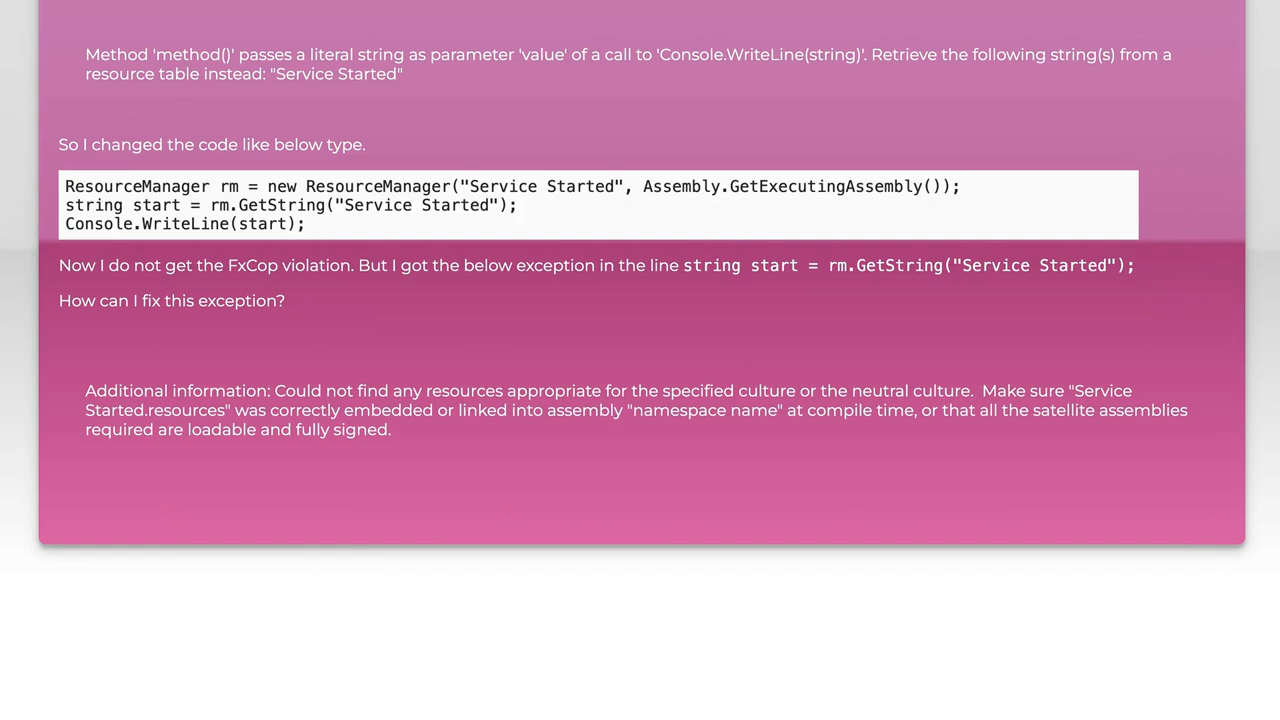 Method 'method()' passes a literal string as parameter 'value' of a call to 'Console.WriteLine(string)'. Retrieve the following string(s) from a
resource table instead: "Service Started"
So I changed the code like below type.
ResourceManager rm = new ResourceManager("Service Started", Assembly.GetExecutingAssembly());
string start = rm.GetString("Service Started");
Console.WriteLine(start);
Now I do not get the FxCop violation. But I got the below exception in the line string start = rm.GetString("Service Started");
How can I fix this exception?
Additional information: Could not find any resources appropriate for the specified culture or the neutral culture.  Make sure "Service
Started.resources" was correctly embedded or linked into assembly "namespace name" at compile time, or that all the satellite assemblies
required are loadable and fully signed.